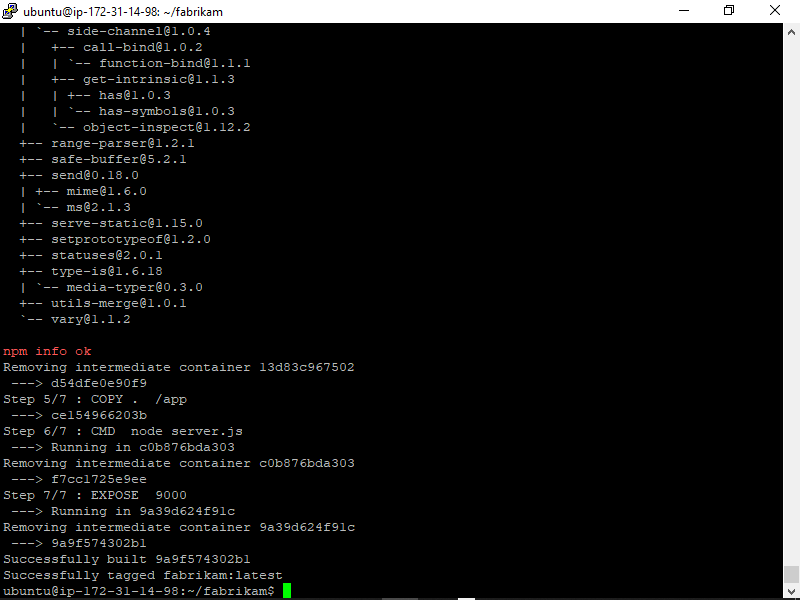 ubuntu@ip-172-31-14-98: ~/fabrikam
|  `-- side-channel@1.0.4
|    +-- call-bind@1.0.2
|    | `-- function-bind@1.1.1
|    +-- get-intrinsic@1.1.3
|    | +-- has@1.0.3
|    | `-- has-symbols@1.0.3
|    `-- object-inspect@1.12.2
+-- range-parser@1.2.1
+-- safe-buffer@5.2.1
+-- send@0.18.0
| +-- mime@1.6.0
| `-- ms@2.1.3
+-- serve-static@1.15.0
+-- setprototypeof@1.2.0
+-- statuses@2.0.1
+-- type-is@1.6.18
| `-- media-typer@0.3.0
+-- utils-merge@1.0.1
`-- vary@1.1.2
npm info ok
Removing intermediate container 13d83c967502
 ---> d54dfe0e90f9
Step 5/7 : COPY .  /app
 ---> ce154966203b
Step 6/7 : CMD  node server.js
 ---> Running in c0b876bda303
Removing intermediate container c0b876bda303
 ---> f7cc1725e9ee
Step 7/7 : EXPOSE  9000
 ---> Running in 9a39d624f91c
Removing intermediate container 9a39d624f91c
 ---> 9a9f574302b1
Successfully built 9a9f574302b1
Successfully tagged fabrikam:latest
ubuntu@ip-172-31-14-98:~/fabrikam$